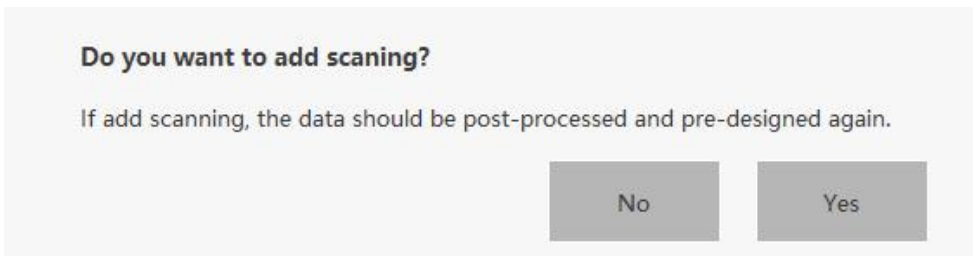 Do you want to add scaning?
If add scanning, the data should be post-processed and pre-designed again.
No Yes